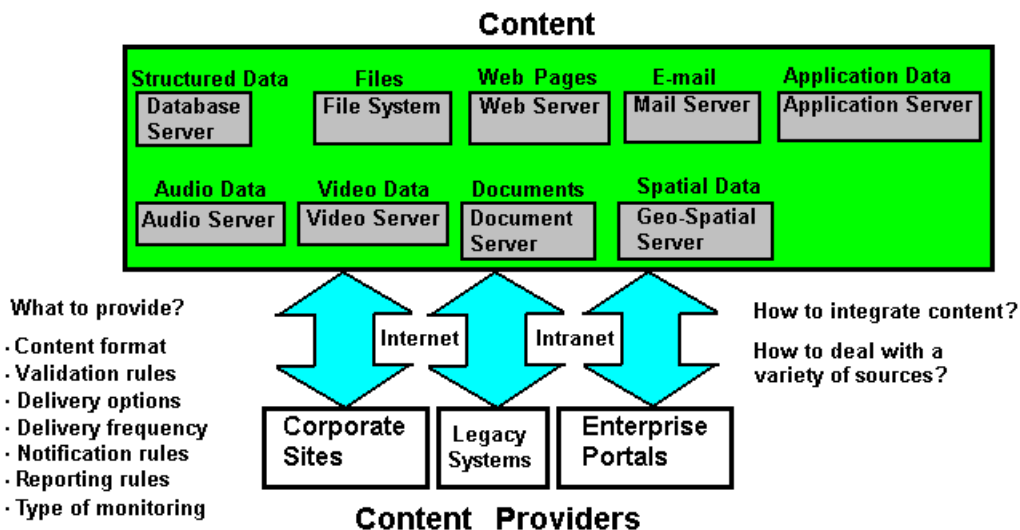 Content
Structured Data
Files
Web Pages
E-mail
Application Data
Database
Server
File System
Web Server
Mail Server
Application Server
Audio Data
Video Data
Documents
Spatial Data
Audio Server
Video Server
Document
Server
Geo-Spatial
Server
What to provide?
· Content format
· Validation rules
· Delivery options
· Delivery frequency
· Notification rules
· Reporting rules
· Type of monitoring
Internet
Intranet
How to integrate content?
How to deal with a
variety of sources?
Corporate
Sites
Legacy
Systems
Enterprise
Portals
Content Providers